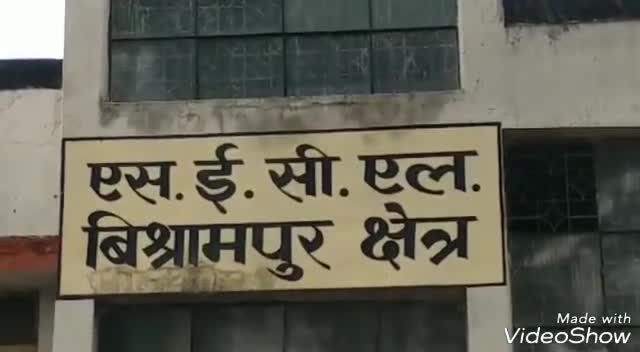 एस. ई. सी. एल.
बिश्रामपुर क्षेत्र
Made with
VideoShow